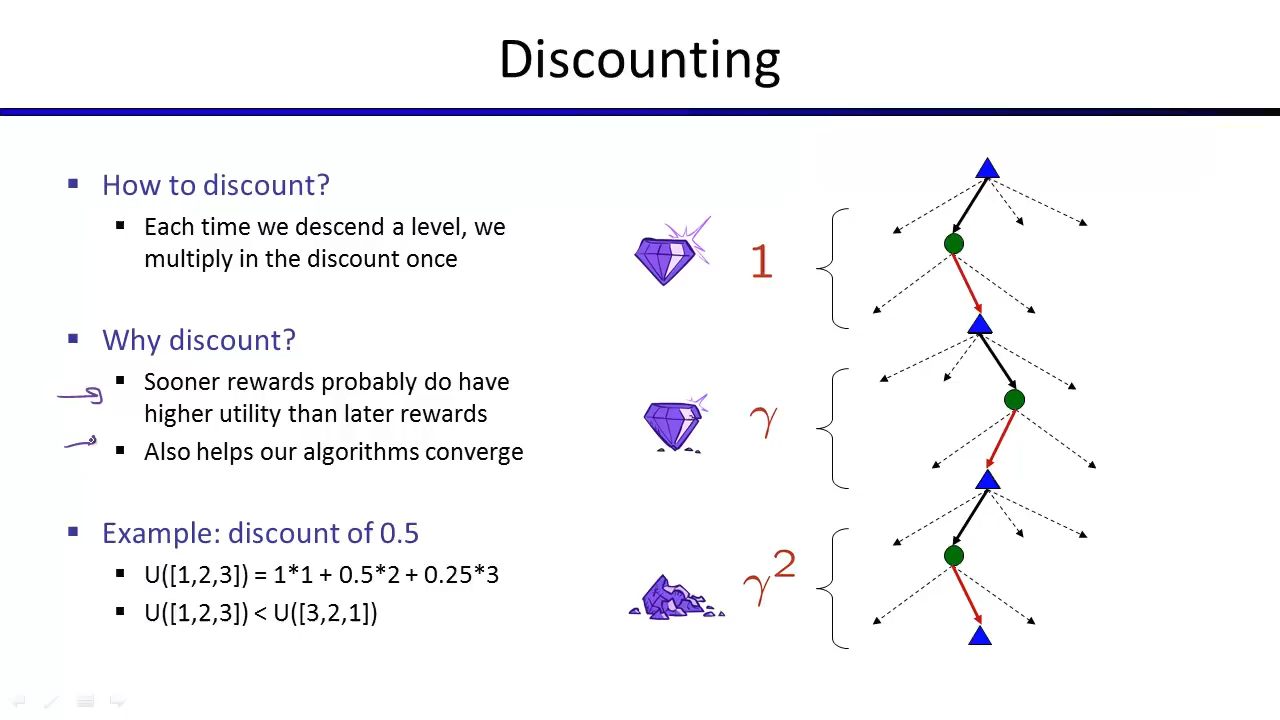 Discounting
How to discount?
Each time we descend a level, we
multiply in the discount once
Why discount?
Sooner rewards probably do have
higher utility than later rewards
Also helps our algorithms converge
Example: discount of 0.5
U([1,2,3]) = 1*1 + 0.5*2 + 0.25*3
U([1,2,3]) < U([3,2,1])
1
γ
γ²